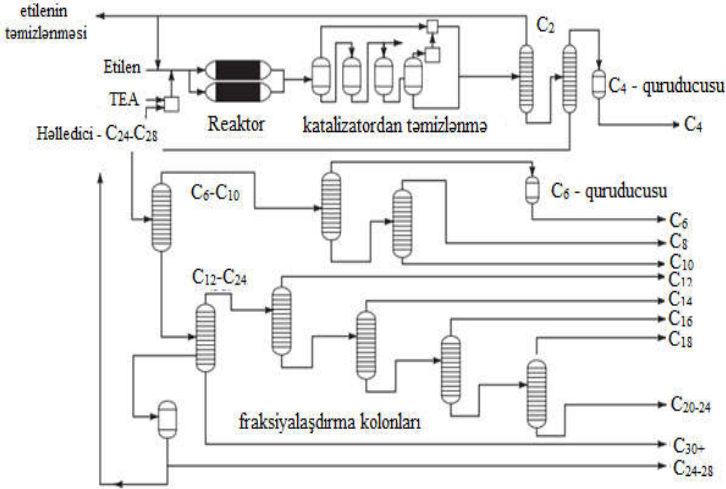 etilenin
təmizlənməsi
C2
Etilen
TEA
C4 - quruducusu
Reaktor
katalizatordan təmizlənmə
C4
Həlledici - C24-C28
C6-C10
C6 - quruducusu
C6
C8
C10
C12
C12-C24
C14
C16
C18
C20-24
fraksiyalaşdırma kolonları
C30+
C24-28